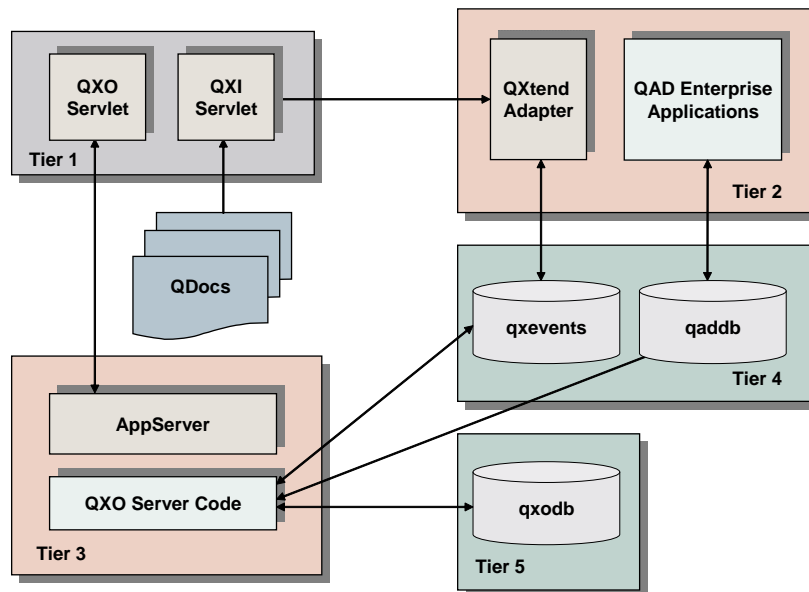 QXO
Servlet
QXI
Servlet
Tier 1
QXtend
Adapter
QAD Enterprise
Applications
Tier 2
QDocs
qxevents
qaddb
Tier 4
AppServer
QXO Server Code
Tier 3
qxodb
Tier 5